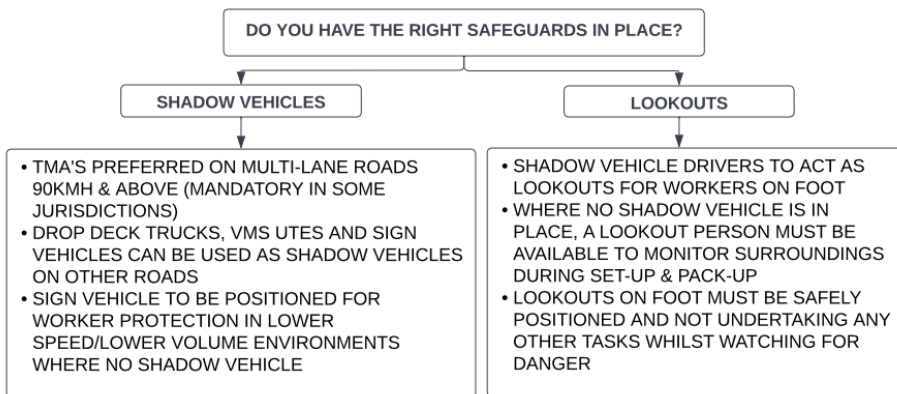 DO YOU HAVE THE RIGHT SAFEGUARDS IN PLACE?
SHADOW VEHICLES
LOOKOUTS
• TMA'S PREFERRED ON MULTI-LANE ROADS
90KMH & ABOVE (MANDATORY IN SOME
JURISDICTIONS)
• DROP DECK TRUCKS, VMS UTES AND SIGN
VEHICLES CAN BE USED AS SHADOW VEHICLES
ON OTHER ROADS
• SIGN VEHICLE TO BE POSITIONED FOR
WORKER PROTECTION IN LOWER
SPEED/LOWER VOLUME ENVIRONMENTS
WHERE NO SHADOW VEHICLE
• SHADOW VEHICLE DRIVERS TO ACT AS
LOOKOUTS FOR WORKERS ON FOOT
• WHERE NO SHADOW VEHICLE IS IN
PLACE, A LOOKOUT PERSON MUST BE
AVAILABLE TO MONITOR SURROUNDINGS
DURING SET-UP & PACK-UP
• LOOKOUTS ON FOOT MUST BE SAFELY
POSITIONED AND NOT UNDERTAKING ANY
OTHER TASKS WHILST WATCHING FOR
DANGER